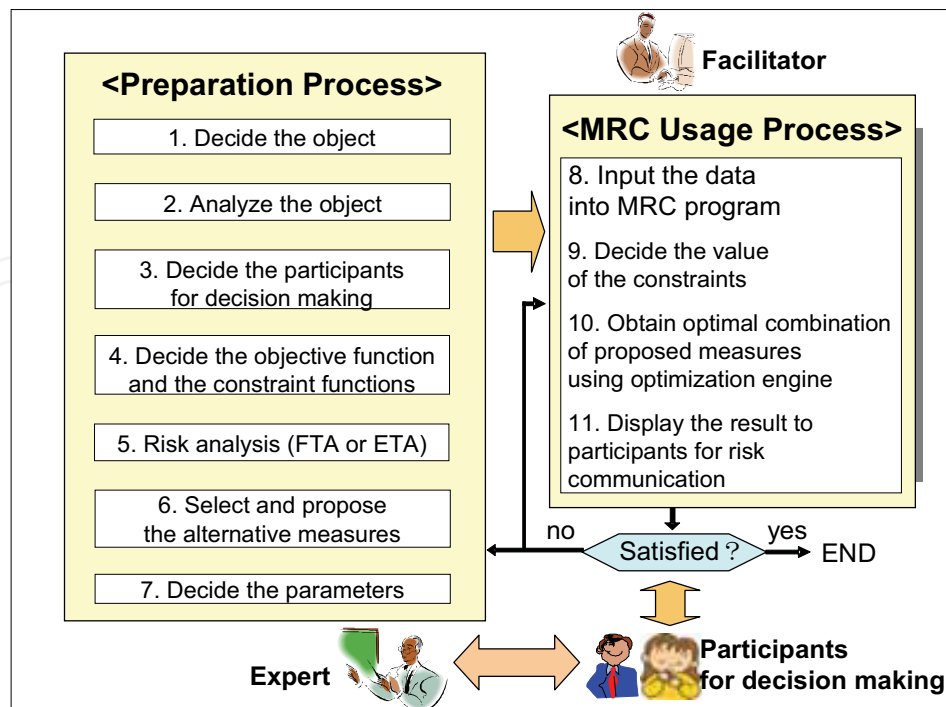 <Preparation Process>
1. Decide the object
2. Analyze the object
3. Decide the participants
for decision making
4. Decide the objective function
and the constraint functions
5. Risk analysis (FTA or ETA)
6. Select and propose
the alternative measures
7. Decide the parameters
Facilitator
<MRC Usage Process>
8. Input the data
into MRC program
9. Decide the value
of the constraints
10. Obtain optimal combination
of proposed measures
using optimization engine
11. Display the result to
participants for risk
communication
no
Satisfied？
yes
END
Expert
Participants
for decision making